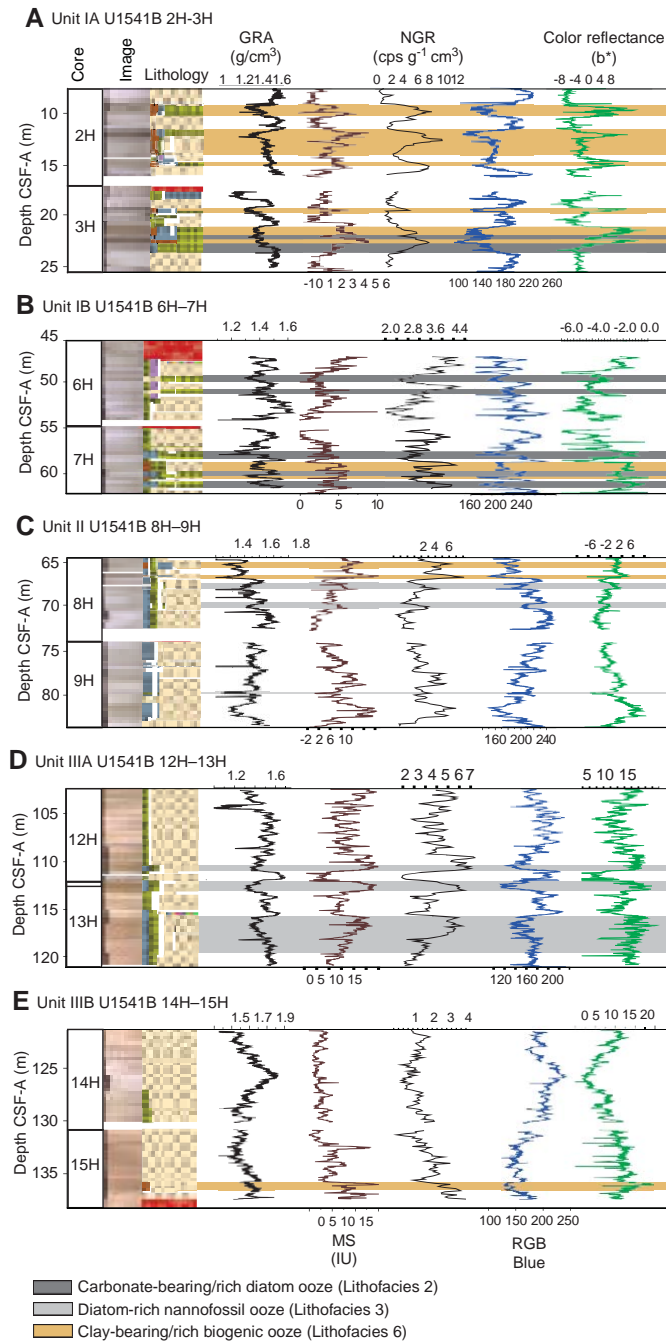 A Unit IA U1541B 2H-3H
GRA
(g/cm3)
NGR
(cps g-1 cm3)
Color reflectance
(b*)
Core
Image
Lithology
1 1.21.41.6
0 2 4 6 8 1012
-8 -4 0 4 8
Depth CSF-A (m)
10
15
20
25
2H
3H
-10 1 2 3 4 5 6
100 140 180 220 260
B Unit IB U1541B 6H–7H
1.2 1.4 1.6
2.0 2.8 3.6 4.4
-6.0 -4.0 -2.0 0.0
Depth CSF-A (m)
45
50
55
60
6H
7H
0 5 10
160 200 240
C Unit II U1541B 8H–9H
1.4 1.6 1.8
2 4 6
-6 -2 2 6
Depth CSF-A (m)
65
70
75
80
8H
9H
-2 2 6 10
160 200 240
D Unit IIIA U1541B 12H–13H
1.2 1.6
2 3 4 5 6 7
5 10 15
Depth CSF-A (m)
105
110
115
120
12H
13H
0 5 10 15
120 160 200
E Unit IIIB U1541B 14H–15H
1.5 1.7 1.9
1 2 3 4
0 5 10 15 20
Depth CSF-A (m)
125
130
135
14H
15H
0 5 10 15
100 150 200 250
MS
(IU)
RGB
Blue
Carbonate-bearing/rich diatom ooze (Lithofacies 2)
Diatom-rich nannofossil ooze (Lithofacies 3)
Clay-bearing/rich biogenic ooze (Lithofacies 6)